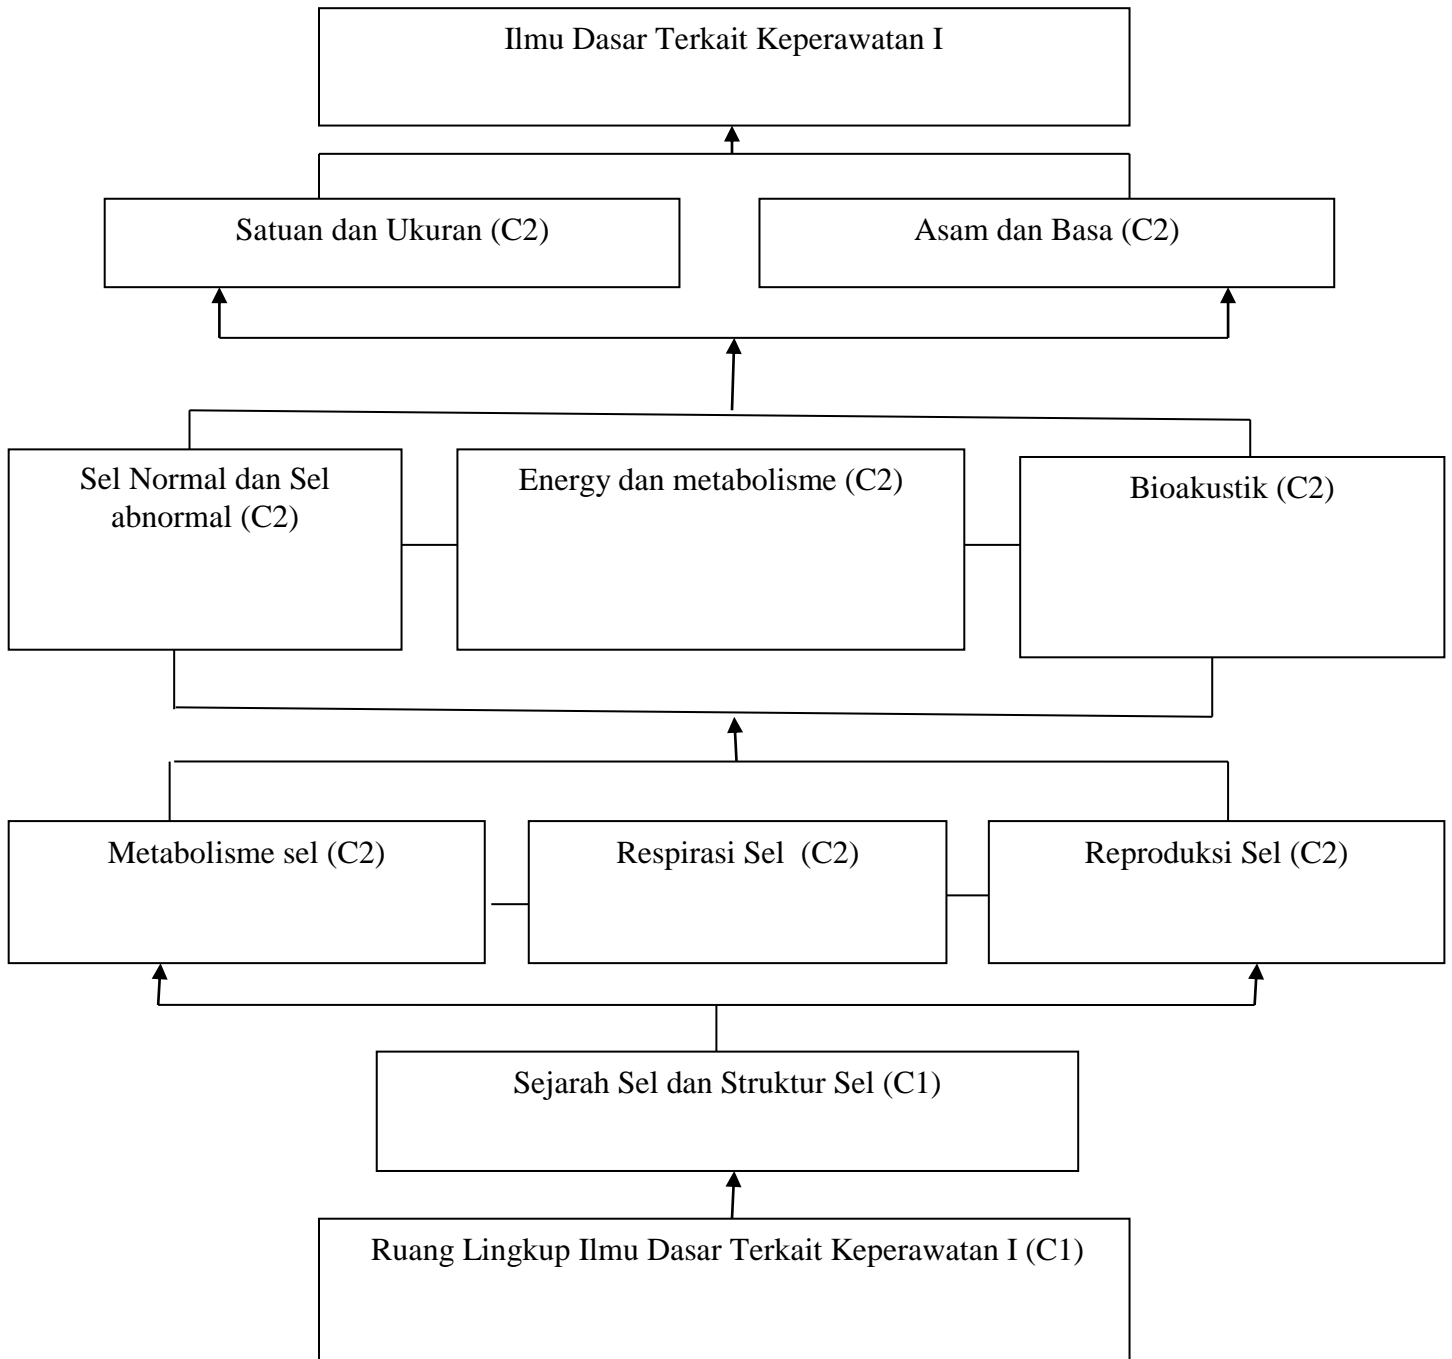 Ilmu Dasar Terkait Keperawatan I
Satuan dan Ukuran (C2)
Asam dan Basa (C2)
Sel Normal dan Sel
abnormal (C2)
Energy dan metabolisme (C2)
Bioakustik (C2)
Metabolisme sel (C2)
Respirasi Sel (C2)
Reproduksi Sel (C2)
Sejarah Sel dan Struktur Sel (C1)
Ruang Lingkup Ilmu Dasar Terkait Keperawatan I (C1)